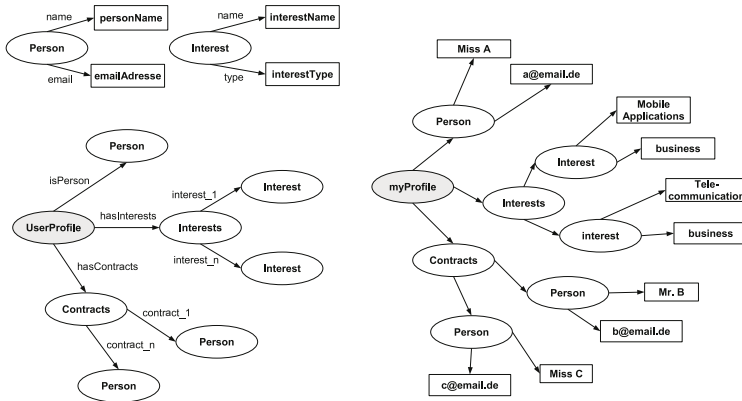 name
personName
Person
email
emailAdresse
name
interestName
Interest
type
interestType
Person
isPerson
UserProfile
hasInterests
Interests
interest_1
Interest
interest_n
Interest
hasContracts
Contracts
contract_1
Person
contract_n
Person
Miss A
a@email.de
Person
myProfile
Mobile
Applications
Interest
business
Interests
Tele-
communication
interest
business
Contracts
Person
Mr. B
b@email.de
Person
Miss C
c@email.de